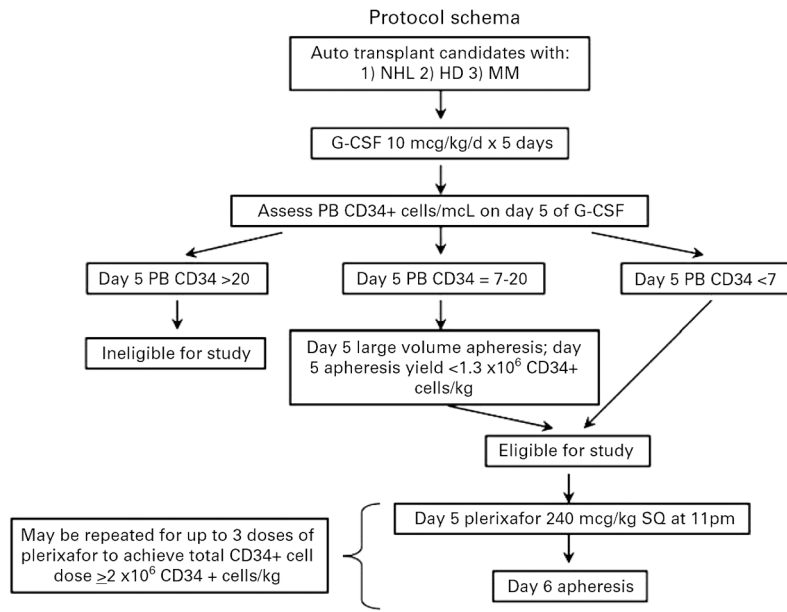 Protocol schema
Auto transplant candidates with:
1) NHL 2) HD 3) MM
G-CSF 10 mcg/kg/d x 5 days
Assess PB CD34+ cells/mcL on day 5 of G-CSF
Day 5 PB CD34 >20
Day 5 PB CD34 = 7-20
Day 5 PB CD34 <7
Ineligible for study
Day 5 large volume apheresis; day
5 apheresis yield <1.3 x10⁶ CD34+
cells/kg
Eligible for study
Day 5 plerixafor 240 mcg/kg SQ at 11pm
May be repeated for up to 3 doses of
plerixafor to achieve total CD34+ cell
dose ≥2 x10⁶ CD34 + cells/kg
Day 6 apheresis